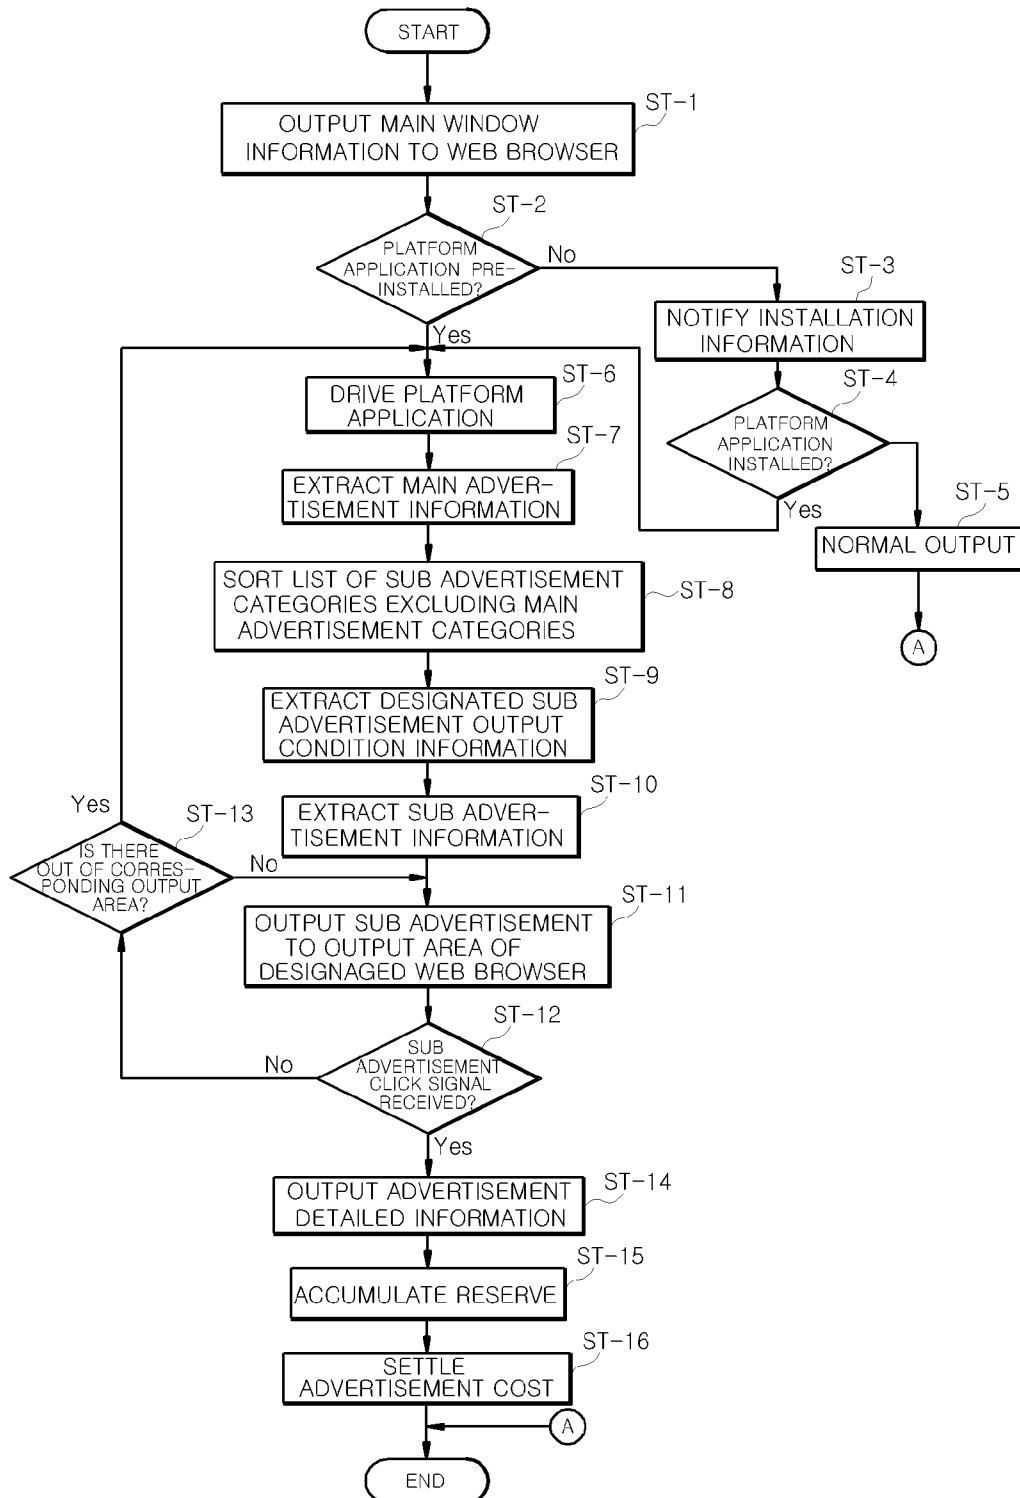 START
ST-1
OUTPUT MAIN WINDOW
INFORMATION TO WEB BROWSER
ST-2
PLATFORM
APPLICATION PRE-
INSTALLED?
No
Yes
ST-3
NOTIFY INSTALLATION
INFORMATION
ST-4
PLATFORM
APPLICATION
INSTALLED?
Yes
ST-5
NORMAL OUTPUT
A
ST-6
DRIVE PLATFORM
APPLICATION
ST-7
EXTRACT MAIN ADVER-
TISEMENT INFORMATION
SORT LIST OF SUB ADVERTISEMENT
CATEGORIES EXCLUDING MAIN
ADVERTISEMENT CATEGORIES
ST-8
ST-9
EXTRACT DESIGNATED SUB
ADVERTISEMENT OUTPUT
CONDITION INFORMATION
ST-10
EXTRACT SUB ADVER-
TISEMENT INFORMATION
Yes
ST-13
IS THERE
OUT OF CORRES-
PONDING OUTPUT
AREA?
No
ST-11
OUTPUT SUB ADVERTISEMENT
TO OUTPUT AREA OF
DESIGNAGED WEB BROWSER
ST-12
SUB
ADVERTISEMENT
CLICK SIGNAL
RECEIVED?
No
Yes
ST-14
OUTPUT ADVERTISEMENT
DETAILED INFORMATION
ST-15
ACCUMULATE RESERVE
ST-16
SETTLE
ADVERTISEMENT COST
A
END